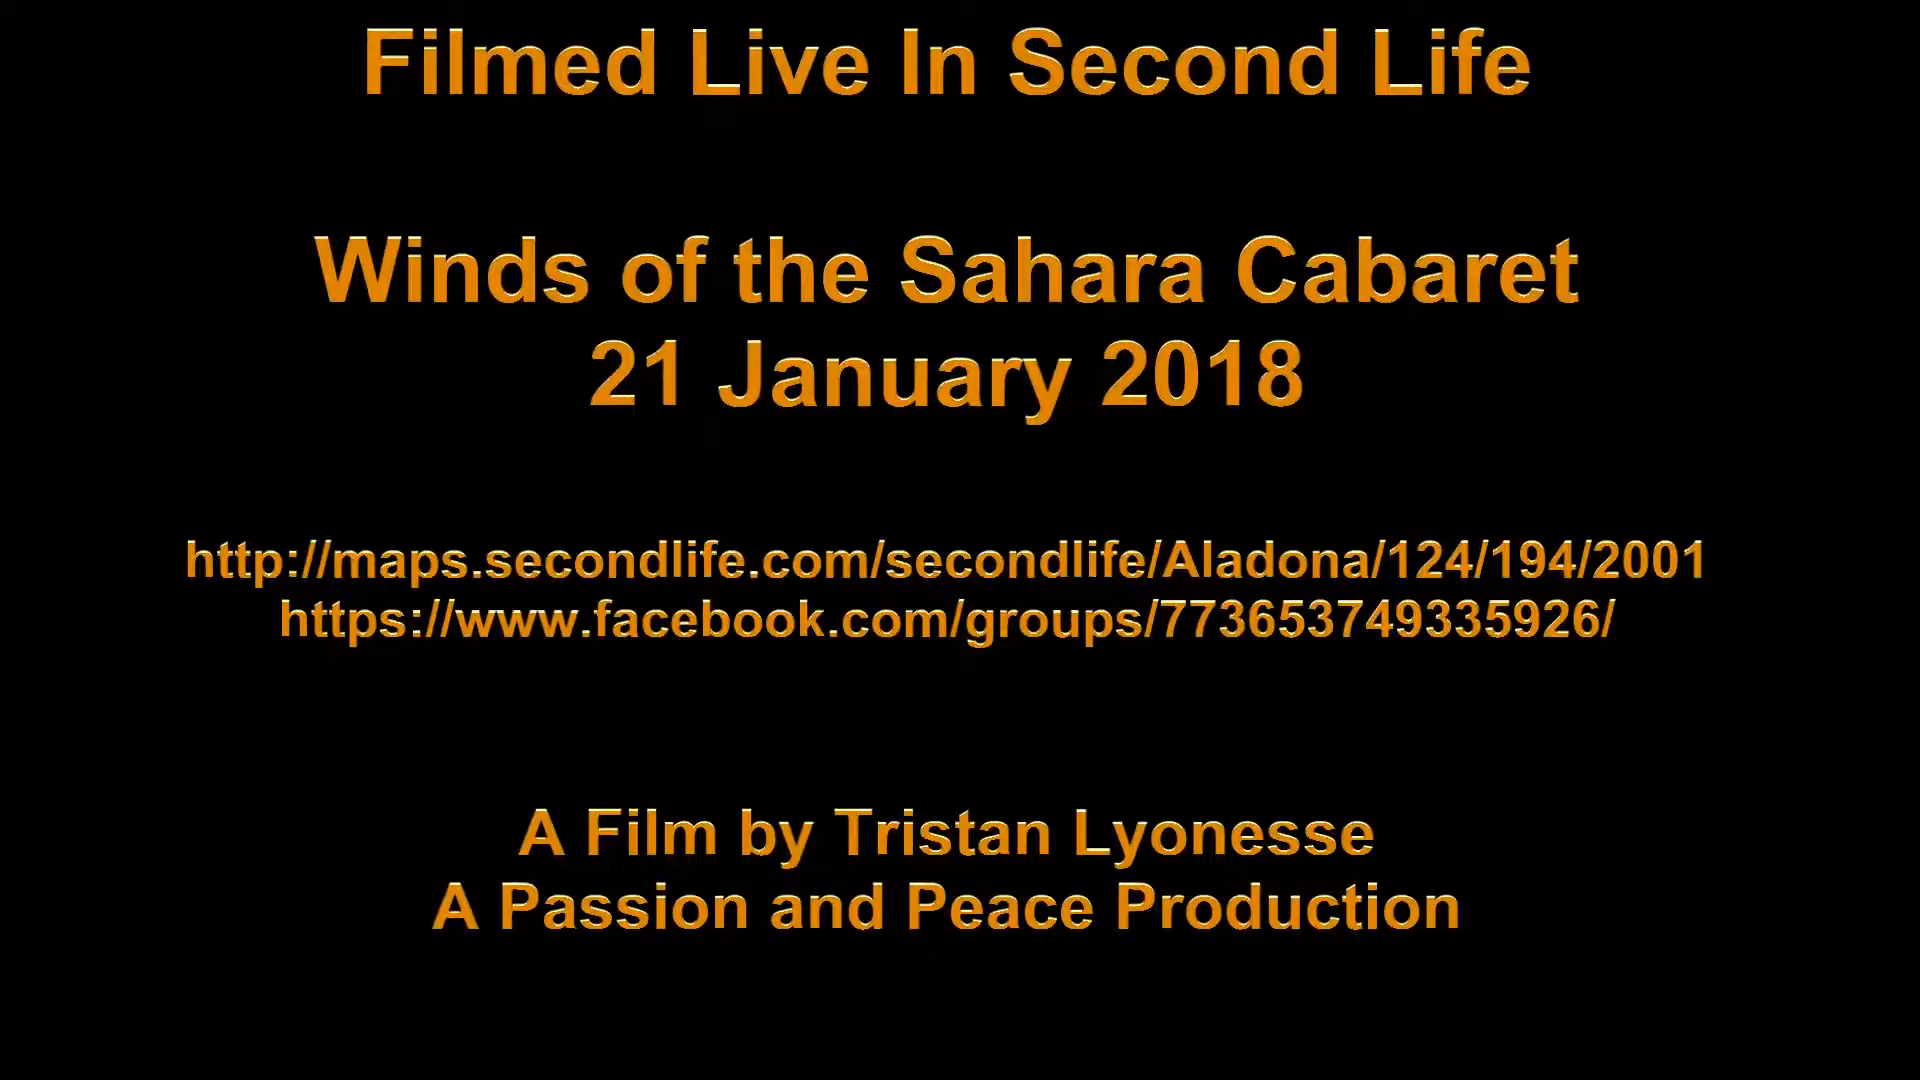 Filmed Live In Second Life
Winds of the Sahara Cabaret
21 January 2018
http://maps.secondlife.com/secondlife/Aladona/124/194/2001
https://www.facebook.com/groups/773653749335926/
A Film by Tristan Lyonesse
A Passion and Peace Production